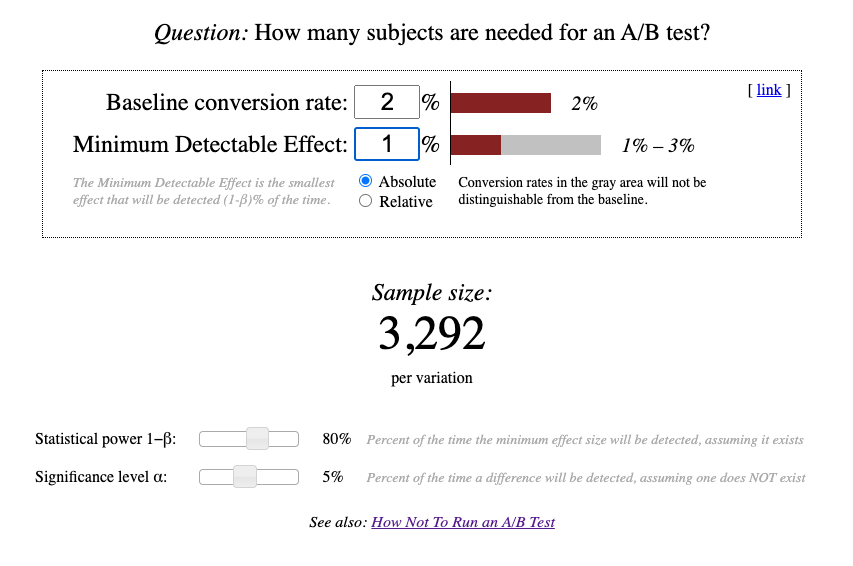 Question: How many subjects are needed for an A/B test?
[ link ]
Baseline conversion rate: 2 % 2%
Minimum Detectable Effect: 1 % 1% – 3%
The Minimum Detectable Effect is the smallest
effect that will be detected (1-β)% of the time.
Absolute
Relative
Conversion rates in the gray area will not be
distinguishable from the baseline.
Sample size:
3,292
per variation
Statistical power 1−β: 80% Percent of the time the minimum effect size will be detected, assuming it exists
Significance level α: 5% Percent of the time a difference will be detected, assuming one does NOT exist
See also: How Not To Run an A/B Test